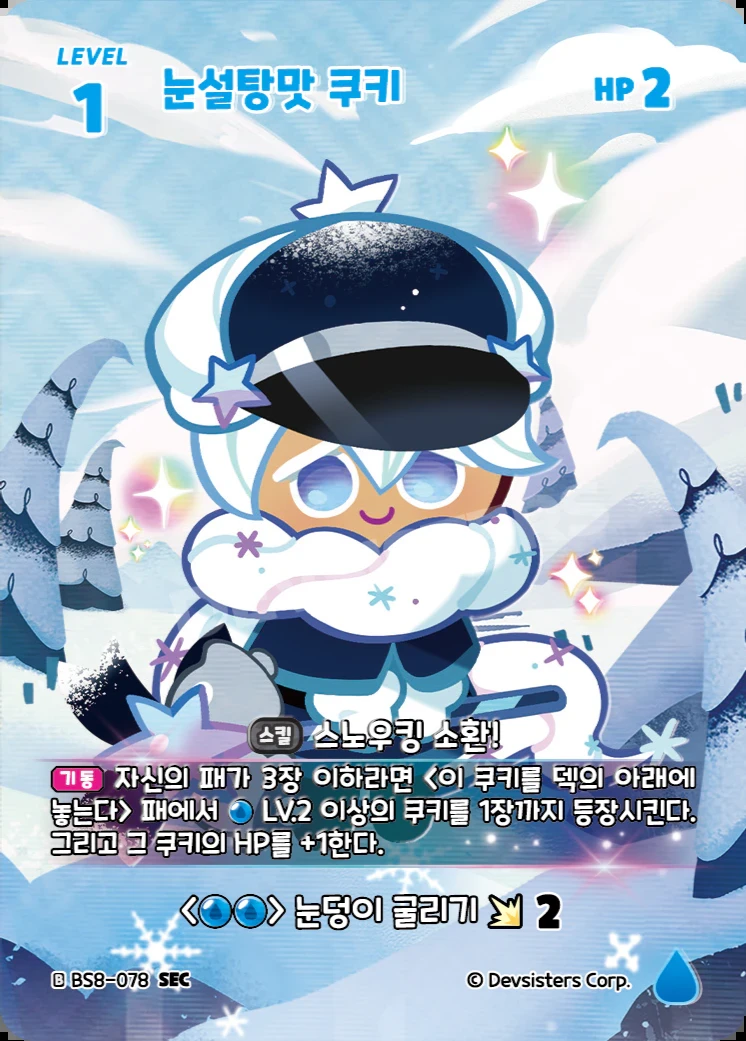 LEVEL
1
눈설탕맛 쿠키
HP 2
스킬 스노우킹 소환!
기동 자신의 패가 3장 이하라면 <이 쿠키를 덱의 아래에
놓는다> 패에서 LV.2 이상의 쿠키를 1장까지 등장시킨다.
그리고 그 쿠키의 HP를 +1한다.
< > 눈덩이 굴리기 2
B BS8-078 SEC
© Devsisters Corp.